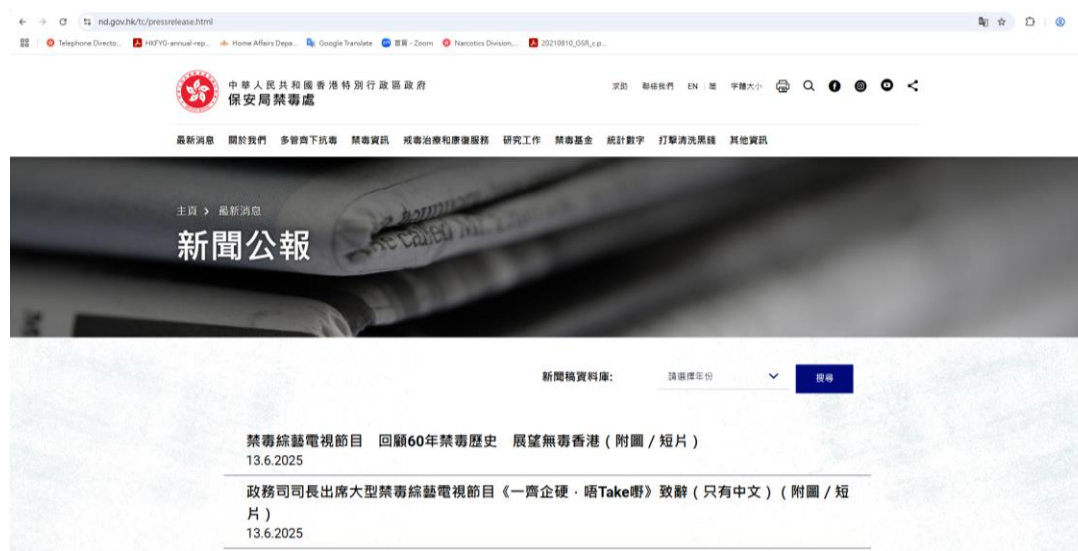 nd.gov.hk/tc/pressrelease.html
Telephone Directo... HKFYG-annual-rep... Home Affairs Depa... Google Translate 首頁 - Zoom Narcotics Division,... 20210810_GSR_c.p...
中華人民共和國香港特別行政區政府
保安局禁毒處
求助 聯絡我們 EN 簡 字體大小
最新消息 關於我們 多管齊下抗毒 禁毒資訊 戒毒治療和康復服務 研究工作 禁毒基金 統計數字 打擊清洗黑錢 其他資訊
主頁 > 最新消息
新聞公報
新聞稿資料庫: 請選擇年份 搜尋
禁毒綜藝電視節目 回顧60年禁毒歷史 展望無毒香港(附圖/短片)
13.6.2025
政務司司長出席大型禁毒綜藝電視節目《一齊企硬．唔Take嘢》致辭(只有中文)(附圖/短
片)
13.6.2025